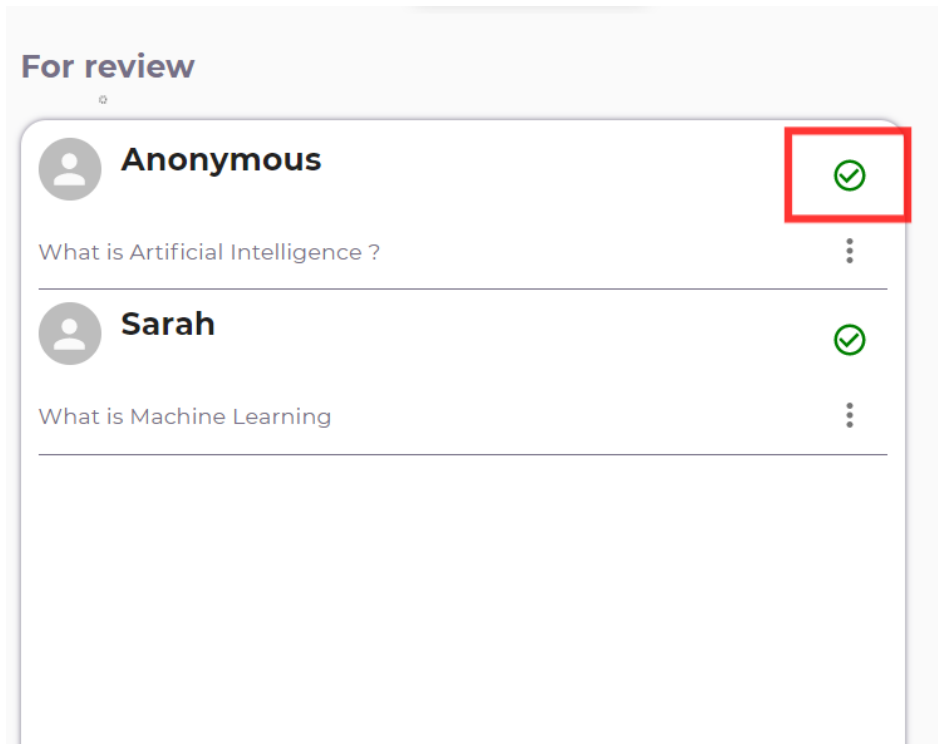 For review
Anonymous
What is Artificial Intelligence ?
Sarah
What is Machine Learning